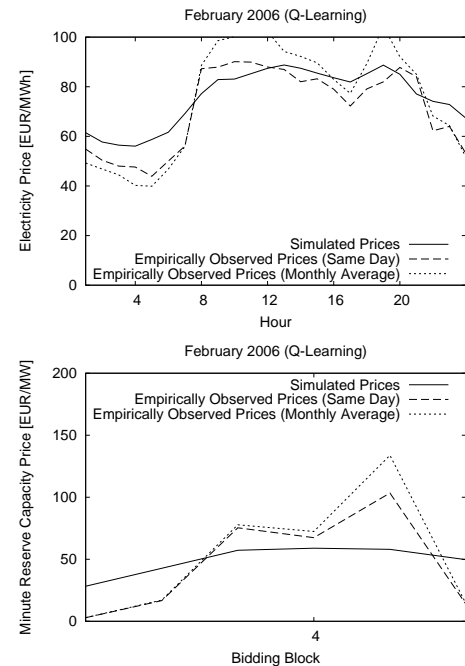 February 2006 (Q-Learning)
Electricity Price [EUR/MWh]
100
80
60
40
20
0
Simulated Prices
Empirically Observed Prices (Same Day)
Empirically Observed Prices (Monthly Average)
4
8
12
16
20
Hour
February 2006 (Q-Learning)
Minute Reserve Capacity Price [EUR/MW]
200
150
100
50
0
Simulated Prices
Empirically Observed Prices (Same Day)
Empirically Observed Prices (Monthly Average)
4
Bidding Block